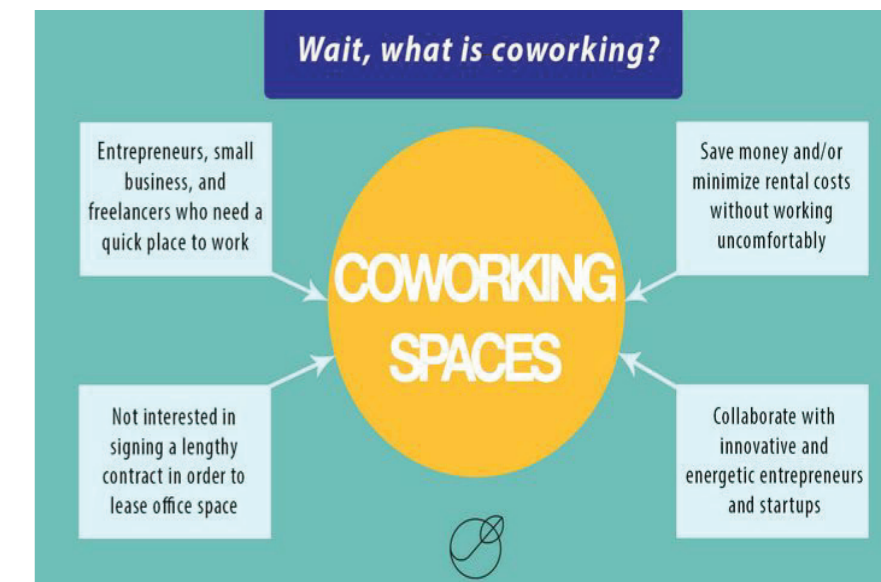 Wait, what is coworking?
Entrepreneurs, small
business, and
freelancers who need a
quick place to work
Save money and/or
minimize rental costs
without working
uncomfortably
COWORKING
SPACES
Not interested in
signing a lengthy
contract in order to
lease office space
Collaborate with
innovative and
energetic entrepreneurs
and startups